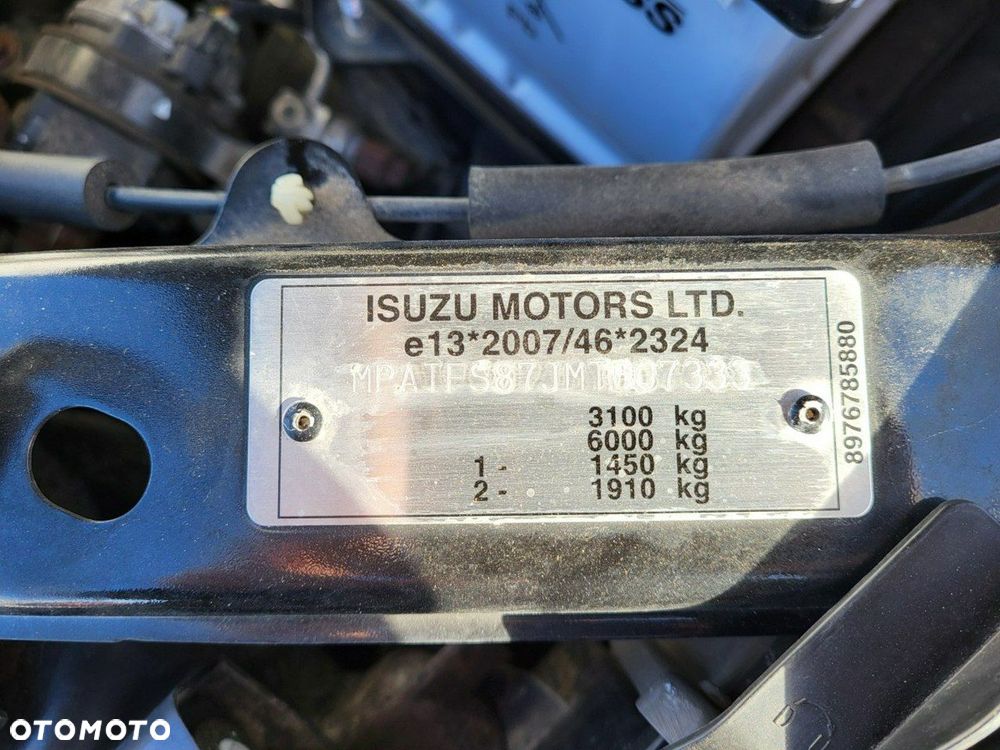 ISUZU MOTORS LTD.
e13*2007/46*2324
3100 kg
6000 kg
1 - 1450 kg
2 - 1910 kg
8976785880
OTOMOTO